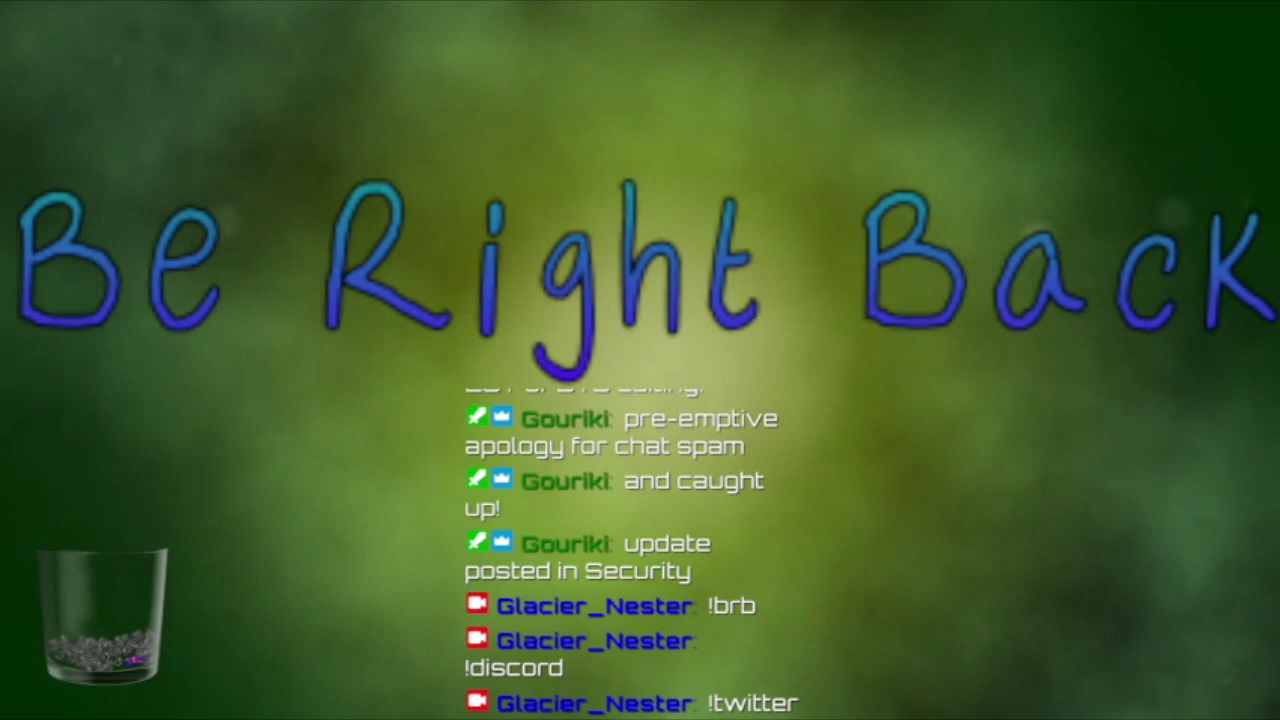 Be Right Back
Gouriki: pre-emptive
apology for chat spam
Gouriki: and caught
up!
Gouriki: update
posted in Security
Glacier_Nester: !brb
Glacier_Nester:
!discord
Glacier_Nester: !twitter